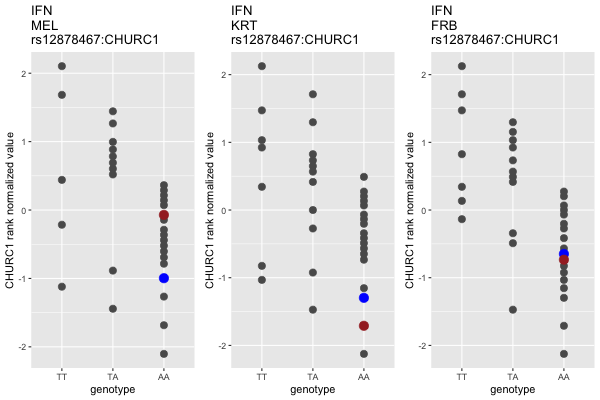 IFN
MEL
rs12878467:CHURC1
CHURC1 rank normalized value
2
1
0
-1
-2
TT
TA
AA
genotype
IFN
KRT
rs12878467:CHURC1
CHURC1 rank normalized value
2
1
0
-1
-2
TT
TA
AA
genotype
IFN
FRB
rs12878467:CHURC1
CHURC1 rank normalized value
2
1
0
-1
-2
TT
TA
AA
genotype